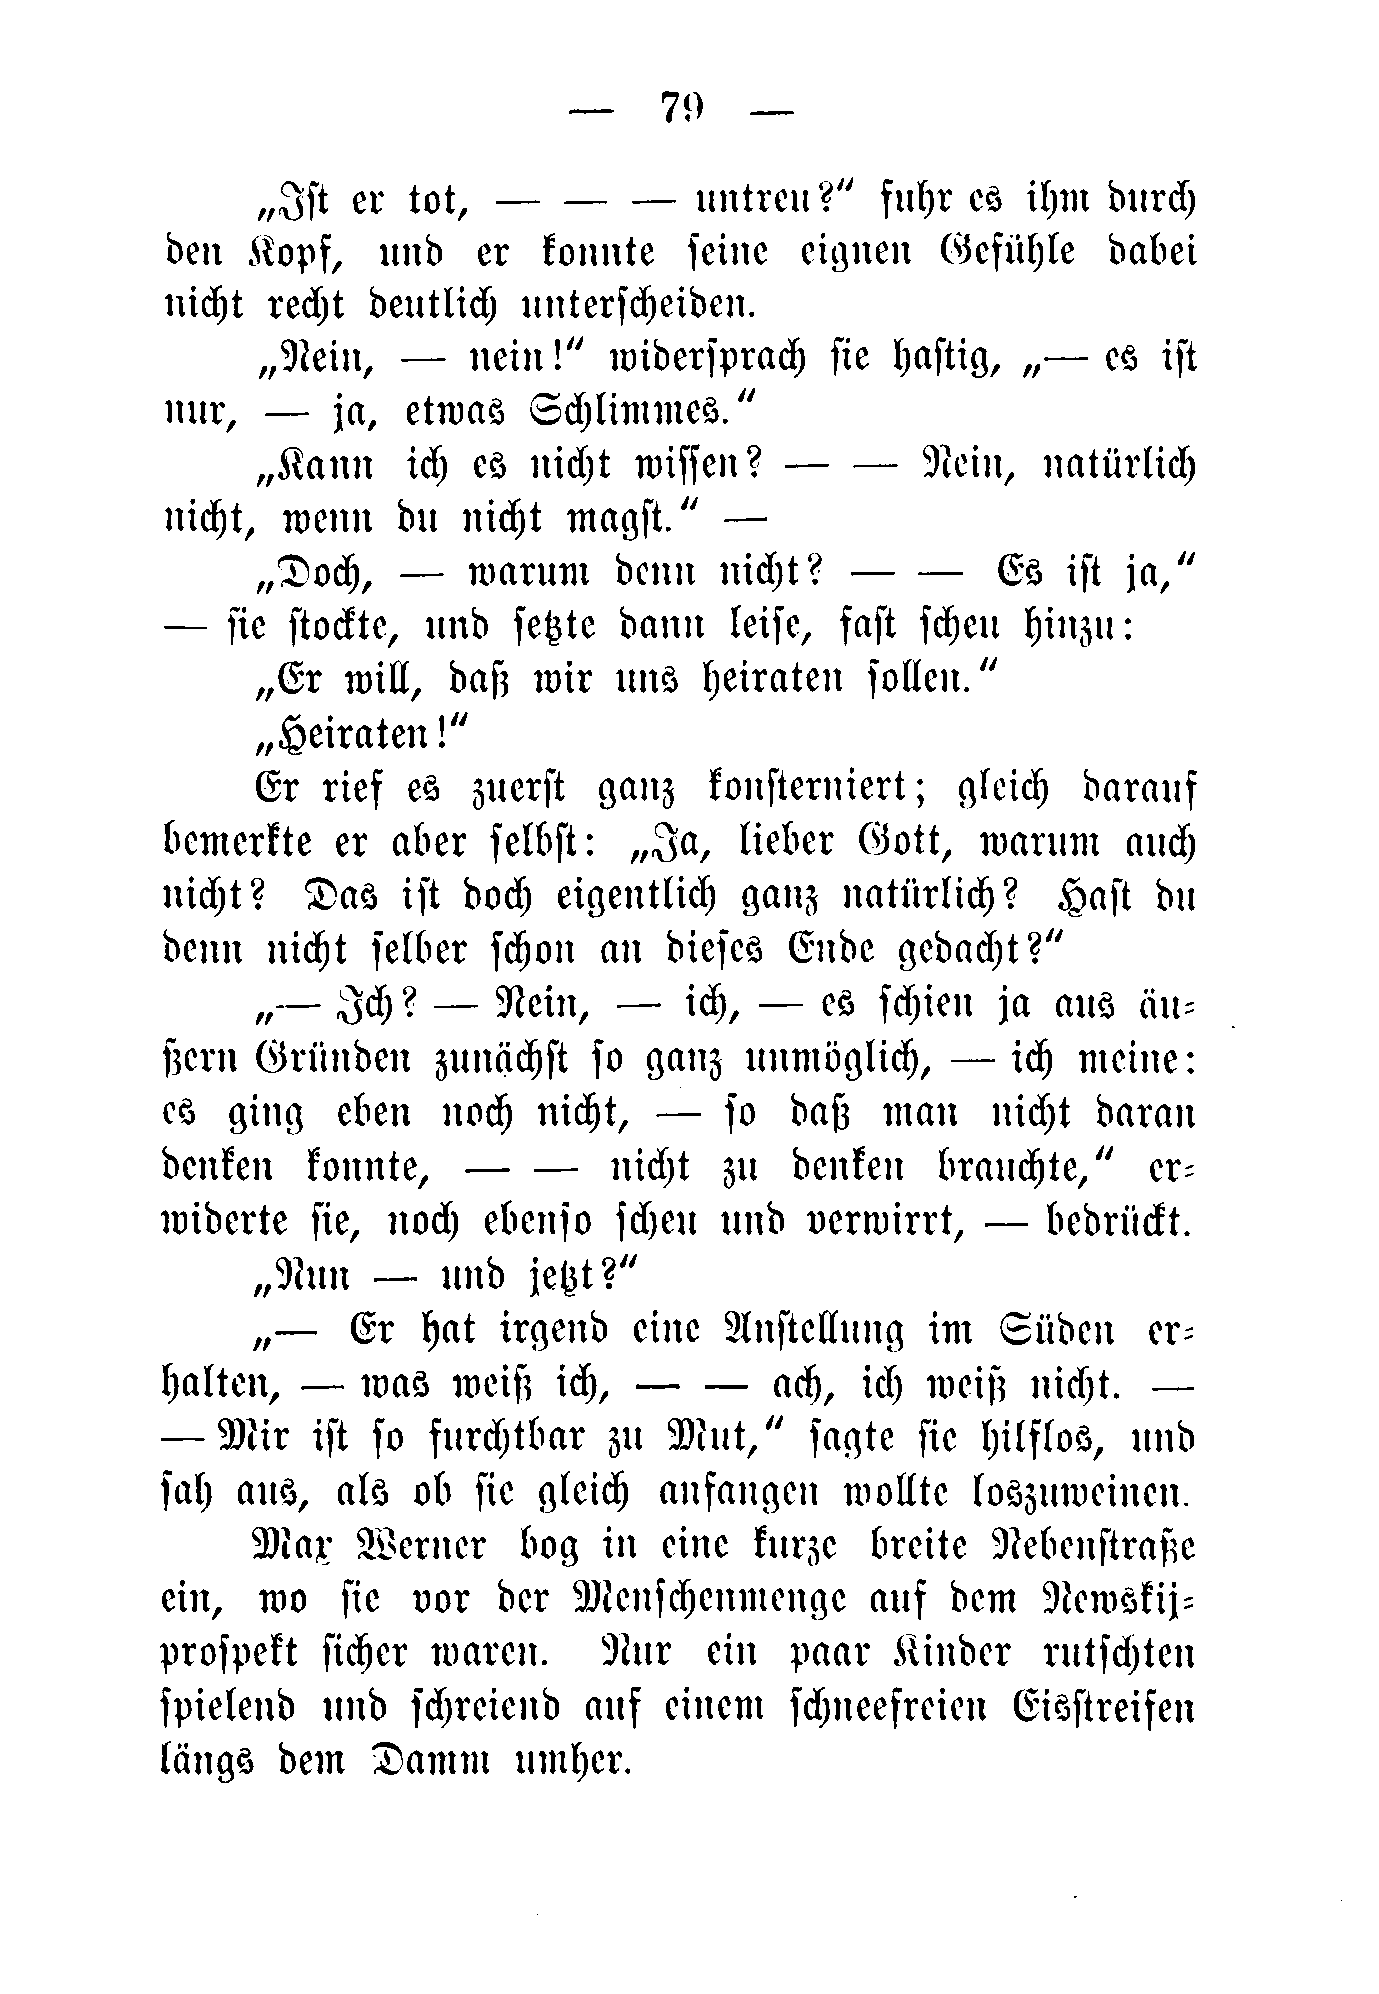 — 79 —
„Ist er tot, — — — untreu?“ fuhr es ihm durch
den Kopf, und er konnte seine eignen Gefühle dabei
nicht recht deutlich unterscheiden.
„Nein, — nein!“ widersprach sie hastig, „— es ist
nur, — ja, etwas Schlimmes.“
„Kann ich es nicht wissen? — — Nein, natürlich
nicht, wenn du nicht magst.“ —
„Doch, — warum denn nicht? — — Es ist ja,“
— sie stockte, und setzte dann leise, fast scheu hinzu:
„Er will, daß wir uns heiraten sollen.“
„Heiraten!“
Er rief es zuerst ganz konsterniert; gleich darauf
bemerkte er aber selbst: „Ja, lieber Gott, warum auch
nicht? Das ist doch eigentlich ganz natürlich? Hast du
denn nicht selber schon an dieses Ende gedacht?“
„— Ich? — Nein, — ich, — es schien ja aus äu-
ßern Gründen zunächst so ganz unmöglich, — ich meine:
es ging eben noch nicht, — so daß man nicht daran
denken konnte, — — nicht zu denken brauchte,“ er-
widerte sie, noch ebenso scheu und verwirrt, — bedrückt.
„Nun — und jetzt?“
„— Er hat irgend eine Anstellung im Süden er-
halten, — was weiß ich, — — ach, ich weiß nicht. —
— Mir ist so furchtbar zu Mut,“ sagte sie hilflos, und
sah aus, als ob sie gleich anfangen wollte loszuweinen.
Max Werner bog in eine kurze breite Nebenstraße
ein, wo sie vor der Menschenmenge auf dem Newskij-
prospekt sicher waren. Nur ein paar Kinder rutschten
spielend und schreiend auf einem schneefreien Eisstreifen
längs dem Damm umher.